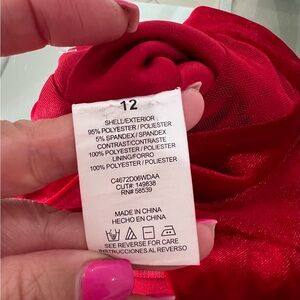 12
SHELL/EXTERIOR:
95% POLYESTER / POLIESTER
5% SPANDEX / SPANDEX
CONTRAST/CONTRASTE
100% POLYESTER / POLIESTER
LINING/FORRO
100% POLYESTER / POLIESTER
C4672D06WDAA
CUT#: 149838
RN# 58539
MADE IN CHINA
HECHO EN CHINA
SEE REVERSE FOR CARE
INSTRUCCIONES AL REVERSO